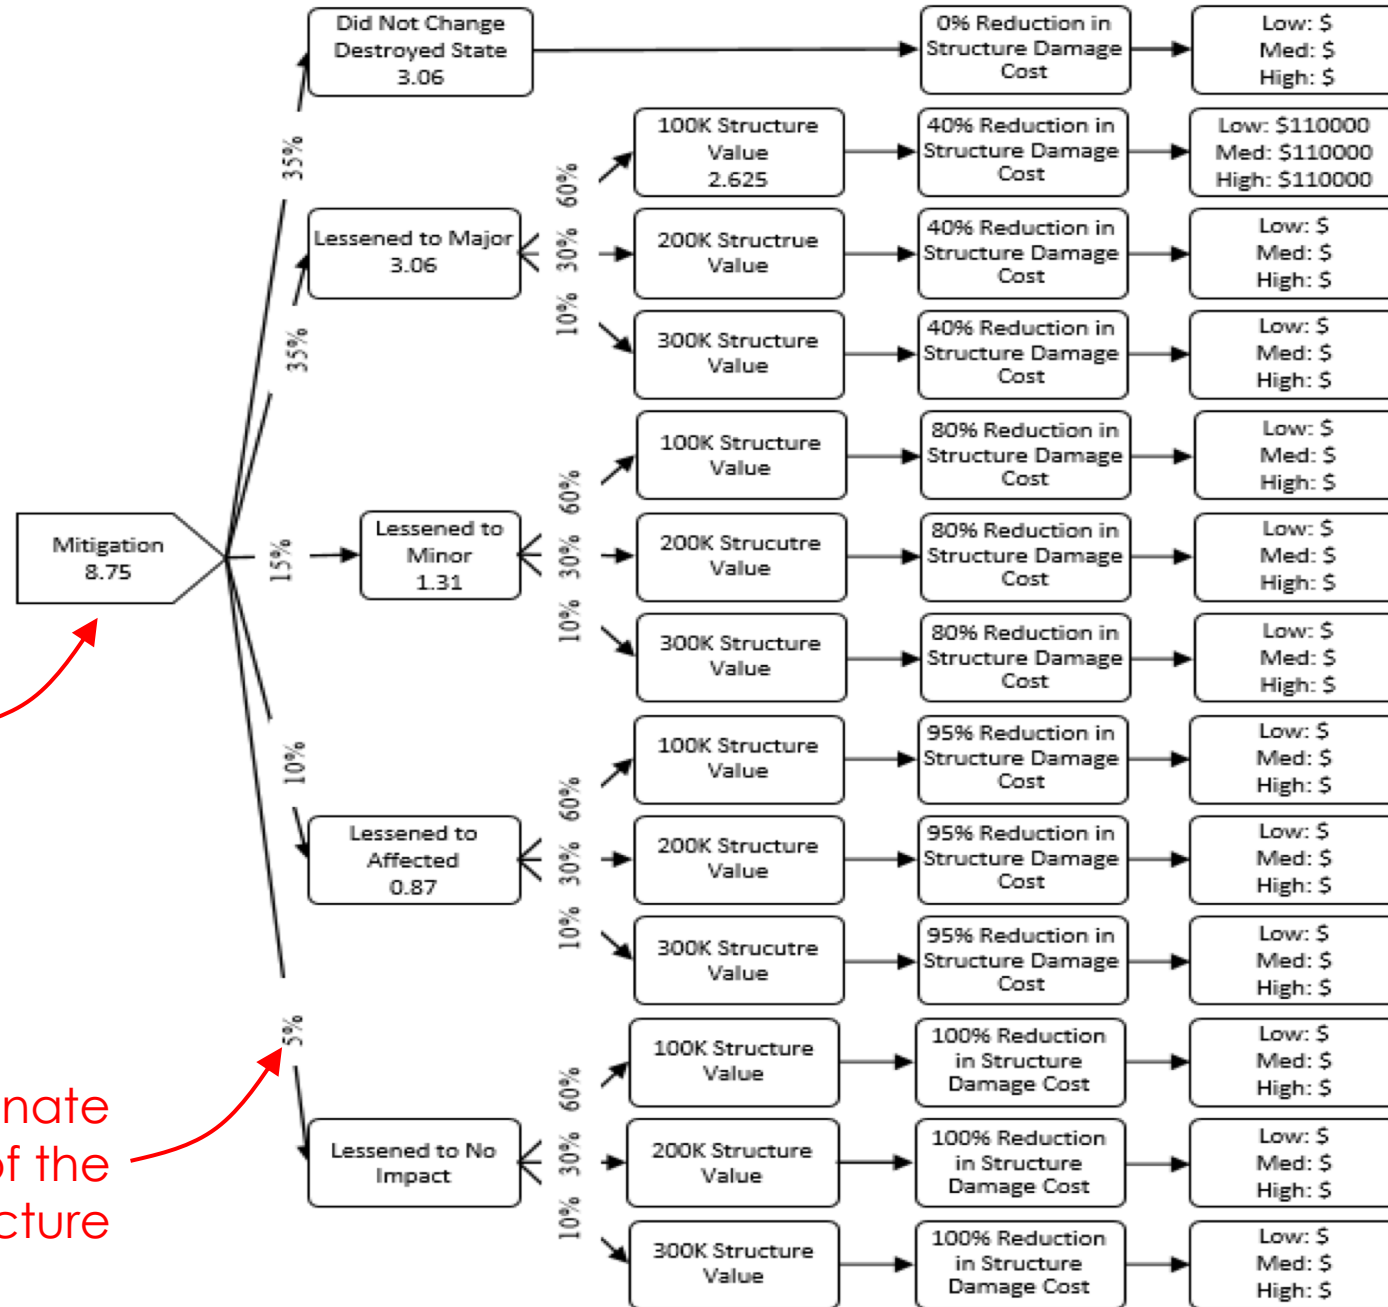 Did Not Change
Destroyed State
3.06
0% Reduction in
Structure Damage
Cost
Low: $
Med: $
High: $
35%
100K Structure
Value
2.625
40% Reduction in
Structure Damage
Cost
Low: $110000
Med: $110000
High: $110000
60%
Lessened to Major
3.06
30%
200K Structrue
Value
40% Reduction in
Structure Damage
Cost
Low: $
Med: $
High: $
35%
10%
300K Structure
Value
40% Reduction in
Structure Damage
Cost
Low: $
Med: $
High: $
100K Structure
Value
80% Reduction in
Structure Damage
Cost
Low: $
Med: $
High: $
60%
Mitigation
8.75
15%
Lessened to
Minor
1.31
30%
200K Strucutre
Value
80% Reduction in
Structure Damage
Cost
Low: $
Med: $
High: $
10%
300K Structure
Value
80% Reduction in
Structure Damage
Cost
Low: $
Med: $
High: $
100K Structure
Value
95% Reduction in
Structure Damage
Cost
Low: $
Med: $
High: $
10%
60%
Lessened to
Affected
0.87
30%
200K Structure
Value
95% Reduction in
Structure Damage
Cost
Low: $
Med: $
High: $
10%
300K Strucutre
Value
95% Reduction in
Structure Damage
Cost
Low: $
Med: $
High: $
5%
100K Structure
Value
100% Reduction
in Structure
Damage Cost
Low: $
Med: $
High: $
60%
nate
of the
cture
Lessened to No
Impact
30%
200K Structure
Value
100% Reduction
in Structure
Damage Cost
Low: $
Med: $
High: $
10%
300K Structure
Value
100% Reduction
in Structure
Damage Cost
Low: $
Med: $
High: $